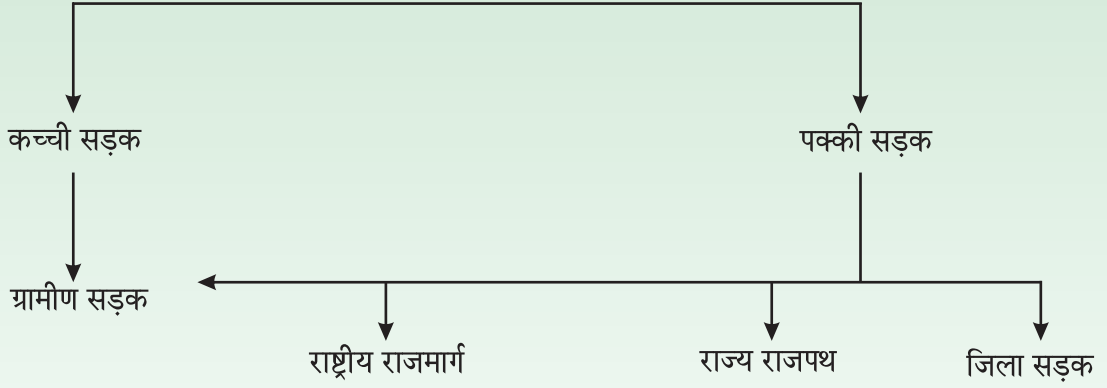 कच्ची सड़क
पक्की सड़क
ग्रामीण सड़क
राष्ट्रीय राजमार्ग
राज्य राजपथ
जिला सड़क